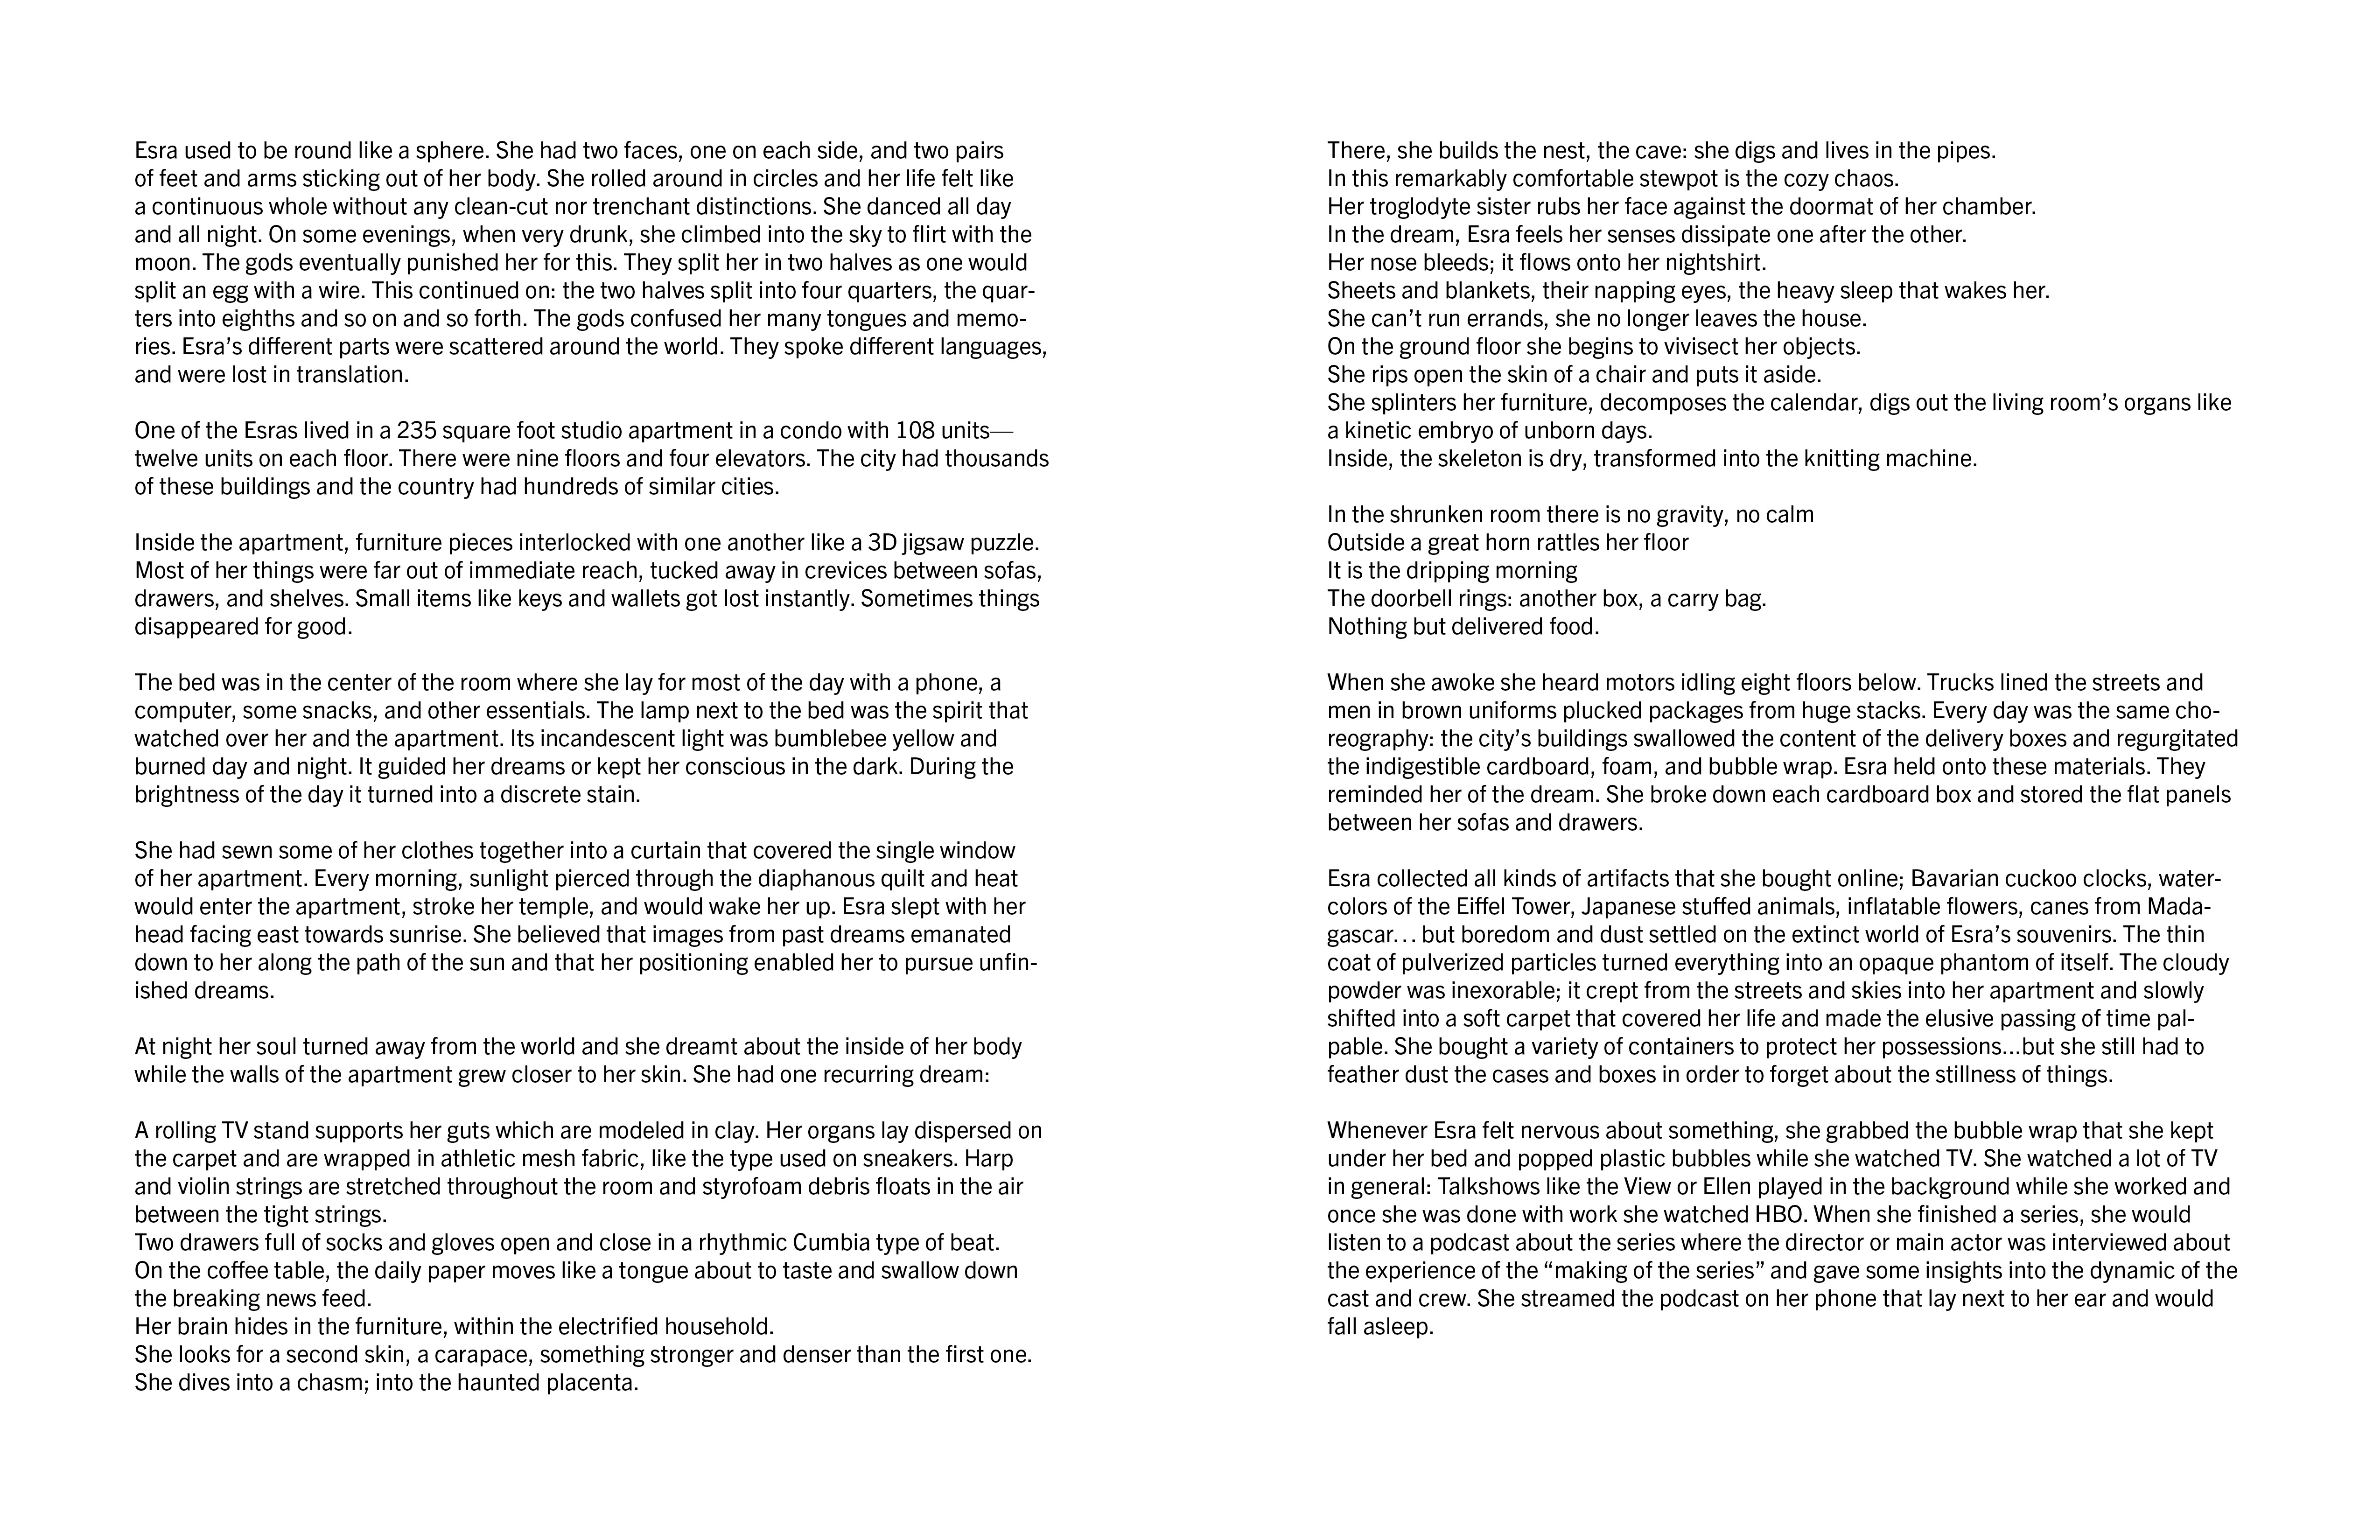 Esra used to be round like a sphere. She had two faces, one on each side, and two pairs
of feet and arms sticking out of her body. She rolled around in circles and her life felt like
a continuous whole without any clean-cut nor trenchant distinctions. She danced all day
and all night. On some evenings, when very drunk, she climbed into the sky to flirt with the
moon. The gods eventually punished her for this. They split her in two halves as one would
split an egg with a wire. This continued on: the two halves split into four quarters, the quar-
ters into eighths and so on and so forth. The gods confused her many tongues and memo-
ries. Esra’s different parts were scattered around the world. They spoke different languages,
and were lost in translation.

One of the Esras lived in a 235 square foot studio apartment in a condo with 108 units—
twelve units on each floor. There were nine floors and four elevators. The city had thousands
of these buildings and the country had hundreds of similar cities.

Inside the apartment, furniture pieces interlocked with one another like a 3D jigsaw puzzle.
Most of her things were far out of immediate reach, tucked away in crevices between sofas,
drawers, and shelves. Small items like keys and wallets got lost instantly. Sometimes things
disappeared for good.

The bed was in the center of the room where she lay for most of the day with a phone, a
computer, some snacks, and other essentials. The lamp next to the bed was the spirit that
watched over her and the apartment. Its incandescent light was bumblebee yellow and
burned day and night. It guided her dreams or kept her conscious in the dark. During the
brightness of the day it turned into a discrete stain.

She had sewn some of her clothes together into a curtain that covered the single window
of her apartment. Every morning, sunlight pierced through the diaphanous quilt and heat
would enter the apartment, stroke her temple, and would wake her up. Esra slept with her
head facing east towards sunrise. She believed that images from past dreams emanated
down to her along the path of the sun and that her positioning enabled her to pursue unfin-
ished dreams.

At night her soul turned away from the world and she dreamt about the inside of her body
while the walls of the apartment grew closer to her skin. She had one recurring dream:

A rolling TV stand supports her guts which are modeled in clay. Her organs lay dispersed on
the carpet and are wrapped in athletic mesh fabric, like the type used on sneakers. Harp
and violin strings are stretched throughout the room and styrofoam debris floats in the air
between the tight strings.
Two drawers full of socks and gloves open and close in a rhythmic Cumbia type of beat.
On the coffee table, the daily paper moves like a tongue about to taste and swallow down
the breaking news feed.
Her brain hides in the furniture, within the electrified household.
She looks for a second skin, a carapace, something stronger and denser than the first one.
She dives into a chasm; into the haunted placenta.

There, she builds the nest, the cave: she digs and lives in the pipes.
In this remarkably comfortable stewpot is the cozy chaos.
Her troglodyte sister rubs her face against the doormat of her chamber.
In the dream, Esra feels her senses dissipate one after the other.
Her nose bleeds; it flows onto her nightshirt.
Sheets and blankets, their napping eyes, the heavy sleep that wakes her.
She can’t run errands, she no longer leaves the house.
On the ground floor she begins to vivisect her objects.
She rips open the skin of a chair and puts it aside.
She splinters her furniture, decomposes the calendar, digs out the living room’s organs like
a kinetic embryo of unborn days.
Inside, the skeleton is dry, transformed into the knitting machine.

In the shrunken room there is no gravity, no calm
Outside a great horn rattles her floor
It is the dripping morning
The doorbell rings: another box, a carry bag.
Nothing but delivered food.

When she awoke she heard motors idling eight floors below. Trucks lined the streets and
men in brown uniforms plucked packages from huge stacks. Every day was the same cho-
reography: the city’s buildings swallowed the content of the delivery boxes and regurgitated
the indigestible cardboard, foam, and bubble wrap. Esra held onto these materials. They
reminded her of the dream. She broke down each cardboard box and stored the flat panels
between her sofas and drawers.

Esra collected all kinds of artifacts that she bought online; Bavarian cuckoo clocks, water-
colors of the Eiffel Tower, Japanese stuffed animals, inflatable flowers, canes from Mada-
gascar... but boredom and dust settled on the extinct world of Esra’s souvenirs. The thin
coat of pulverized particles turned everything into an opaque phantom of itself. The cloudy
powder was inexorable; it crept from the streets and skies into her apartment and slowly
shifted into a soft carpet that covered her life and made the elusive passing of time pal-
pable. She bought a variety of containers to protect her possessions...but she still had to
feather dust the cases and boxes in order to forget about the stillness of things.

Whenever Esra felt nervous about something, she grabbed the bubble wrap that she kept
under her bed and popped plastic bubbles while she watched TV. She watched a lot of TV
in general: Talkshows like the View or Ellen played in the background while she worked and
once she was done with work she watched HBO. When she finished a series, she would
listen to a podcast about the series where the director or main actor was interviewed about
the experience of the “making of the series” and gave some insights into the dynamic of the
cast and crew. She streamed the podcast on her phone that lay next to her ear and would
fall asleep.